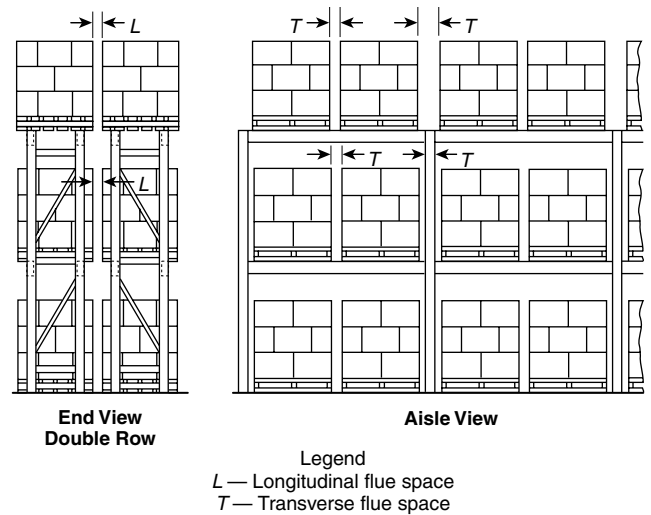 L
T
T
T
T
L
End View
Double Row
Aisle View
Legend
L — Longitudinal flue space
T — Transverse flue space